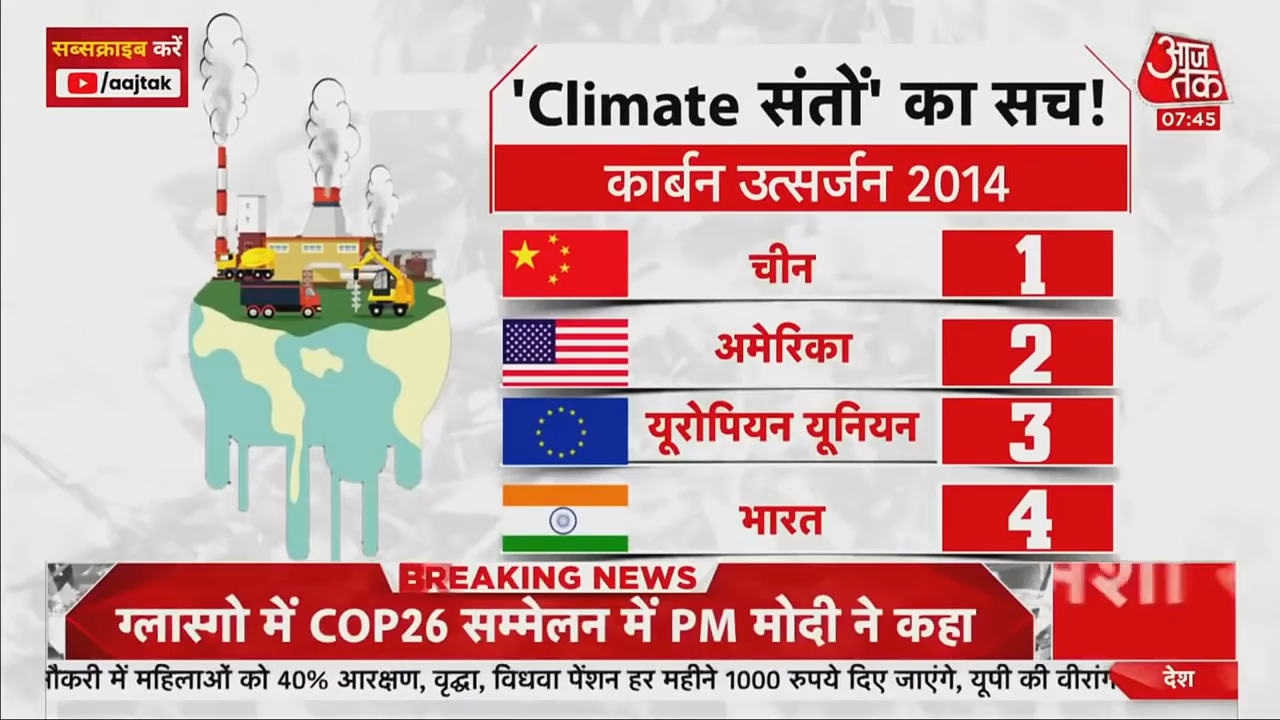 सब्सक्राइब करें
/aajtak
'Climate संतों' का सच!
आज
तक
07:45
कार्बन उत्सर्जन 2014
चीन 1
अमेरिका 2
यूरोपियन यूनियन 3
भारत 4
BREAKING NEWS
ग्लास्गो में COP26 सम्मेलन में PM मोदी ने कहा
में महिलाओं को 40% आरक्षण, वृद्धा, विधवा पेंशन हर महीने 1000 रुपये दिए जाएंगे, यूपी की
देश